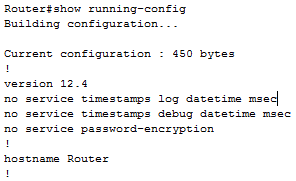 Router#show running-config
Building configuration...

Current configuration : 450 bytes
!
version 12.4
no service timestamps log datetime msec
no service timestamps debug datetime msec
no service password-encryption
!
hostname Router
!